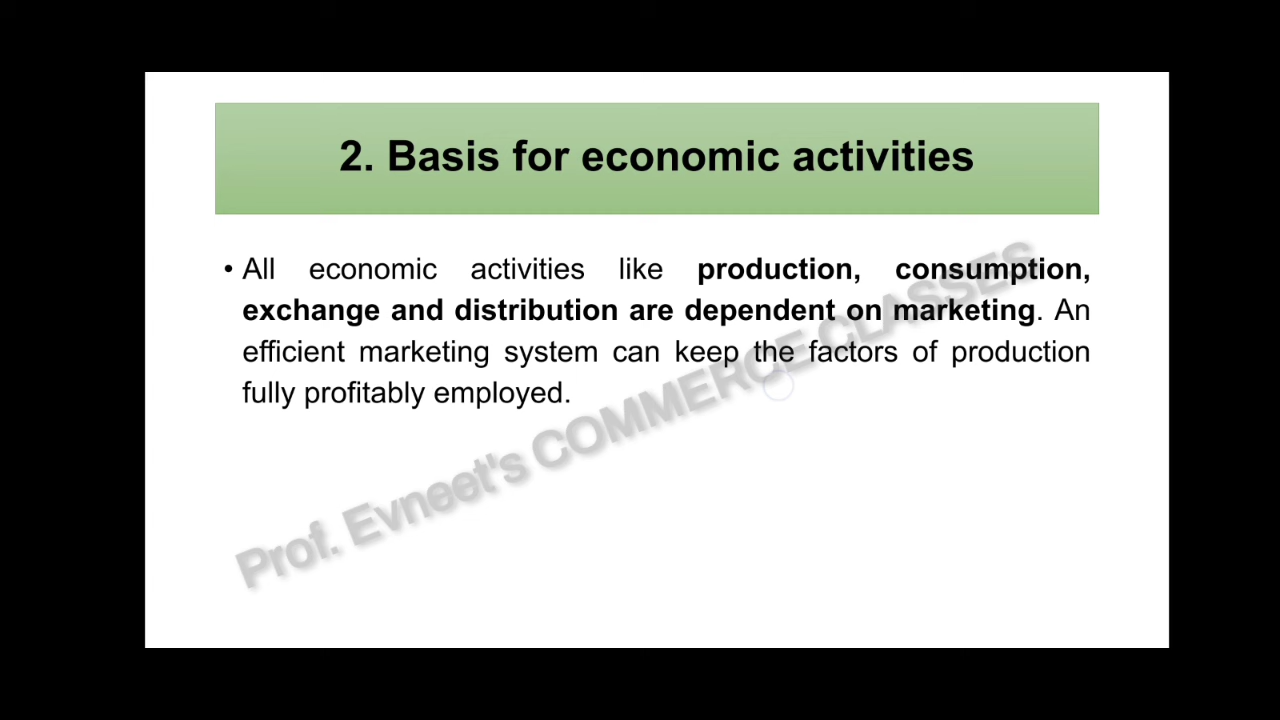 2. Basis for economic activities
• All economic activities like production, consumption,
exchange and distribution are dependent on marketing. An
efficient marketing system can keep the factors of production
fully profitably employed.
Prof. Evneet's COMMERCE CLASSES